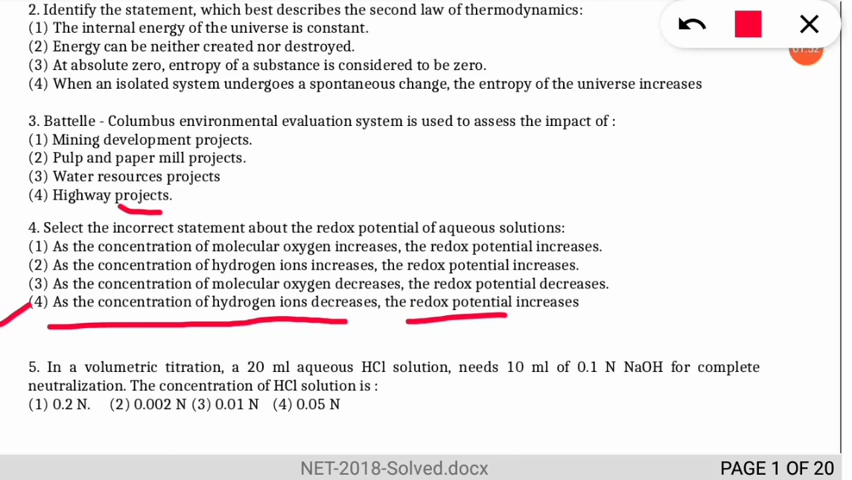 2. Identify the statement, which best describes the second law of thermodynamics:
(1) The internal energy of the universe is constant.
(2) Energy can be neither created nor destroyed.
(3) At absolute zero, entropy of a substance is considered to be zero.
(4) When an isolated system undergoes a spontaneous change, the entropy of the universe increases
3. Battelle - Columbus environmental evaluation system is used to assess the impact of :
(1) Mining development projects.
(2) Pulp and paper mill projects.
(3) Water resources projects
(4) Highway projects.
4. Select the incorrect statement about the redox potential of aqueous solutions:
(1) As the concentration of molecular oxygen increases, the redox potential increases.
(2) As the concentration of hydrogen ions increases, the redox potential increases.
(3) As the concentration of molecular oxygen decreases, the redox potential decreases.
(4) As the concentration of hydrogen ions decreases, the redox potential increases
5. In a volumetric titration, a 20 ml aqueous HCl solution, needs 10 ml of 0.1 N NaOH for complete
neutralization. The concentration of HCl solution is :
(1) 0.2 N. (2) 0.002 N (3) 0.01 N (4) 0.05 N
NET-2018-Solved.docx
PAGE 1 OF 20